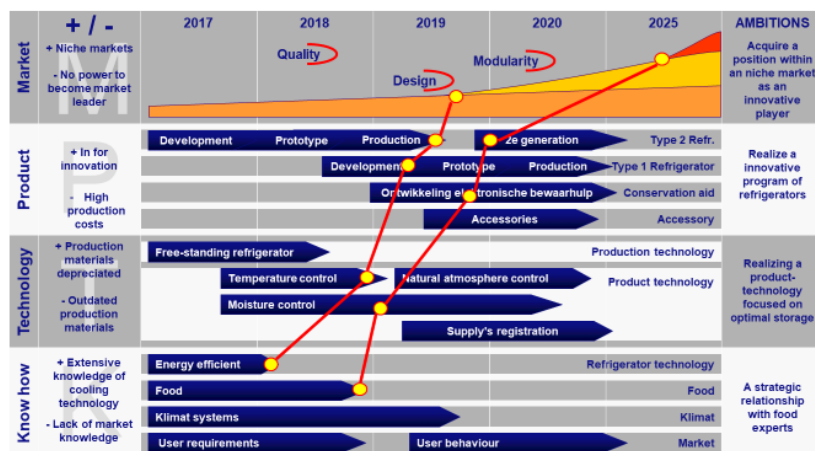 + / -
2017
2018
2019
2020
2025
AMBITIONS
Market
M
+ Niche markets
- No power to
become market
leader
Quality
Design
Modularity
Acquire a
position within
an niche market
as an
innovative
player
Product
P
+ In for
innovation
- High
production
costs
Development Prototype Production
2e generation
Type 2 Refr.
Development Prototype Production
Type 1 Refrigerator
Ontwikkeling elektronische bewaarhulp
Conservation aid
Accessories
Accessory
Realize a
innovative
program of
refrigerators
Technology
T
+ Production
materials
depreciated
- Outdated
production
materials
Free-standing refrigerator
Production technology
Temperature control
Natural atmosphere control
Product technology
Moisture control
Supply's registration
Realizing a
product-
technology
focused on
optimal storage
Know how
K
+ Extensive
knowledge of
cooling
technology
- Lack of market
knowledge
Energy efficient
Refrigerator technology
Food
Food
Klimat systems
Klimat
User requirements
User behaviour
Market
A strategic
relationship
with food
experts